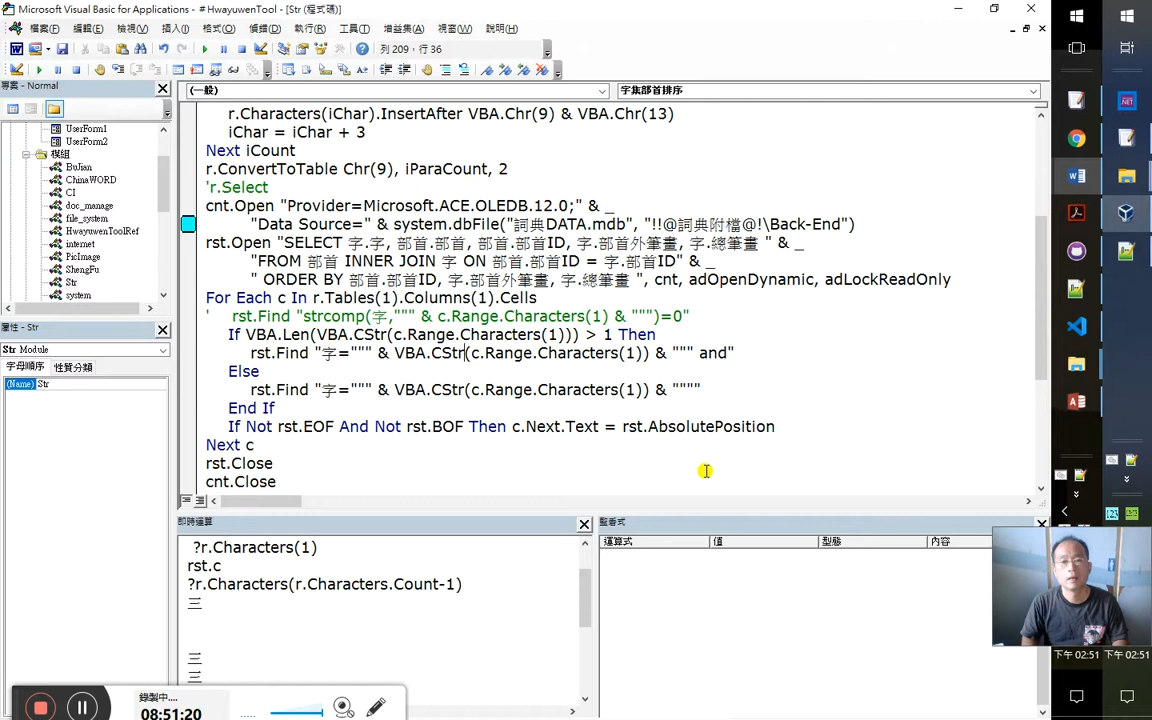 Microsoft Visual Basic for Applications - # HwayuwenTool - [Str (程式碼)]
檔案(F) 編輯(E) 檢視(V) 插入(I) 格式(O) 偵錯(D) 執行(R) 工具(T) 增益集(A) 視窗(W) 說明(H)
列 209，行 36
專案 - Normal
UserForm1
UserForm2
模組
BuJian
ChinaWORD
CI
doc_manage
file_system
HwayuwenToolRef
internet
PicImage
ShengFu
Str
system
屬性 - Str
Str Module
字母順序 性質分類
(Name) Str
(一般) 字集部首排序
r.Characters(iChar).InsertAfter VBA.Chr(9) & VBA.Chr(13)
iChar = iChar + 3
Next iCount
r.ConvertToTable Chr(9), iParaCount, 2
'r.Select
cnt.Open "Provider=Microsoft.ACE.OLEDB.12.0;" & _
"Data Source=" & system.dbFile("詞典DATA.mdb", "!!@詞典附檔@!\Back-End")
rst.Open "SELECT 字.字, 部首.部首, 部首.部首ID, 字.部首外筆畫, 字.總筆畫 " & _
"FROM 部首 INNER JOIN 字 ON 部首.部首ID = 字.部首ID" & _
" ORDER BY 部首.部首ID, 字.部首外筆畫, 字.總筆畫 ", cnt, adOpenDynamic, adLockReadOnly
For Each c In r.Tables(1).Columns(1).Cells
' rst.Find "strcomp(字,""" & c.Range.Characters(1) & """)=0"
If VBA.Len(VBA.CStr(c.Range.Characters(1))) > 1 Then
rst.Find "字=""" & VBA.CStr(c.Range.Characters(1)) & """ and"
Else
rst.Find "字=""" & VBA.CStr(c.Range.Characters(1)) & """"
End If
If Not rst.EOF And Not rst.BOF Then c.Next.Text = rst.AbsolutePosition
Next c
rst.Close
cnt.Close
即時運算
?r.Characters(1)
rst.c
?r.Characters(r.Characters.Count-1)
三
三
三
監看式
運算式 值 型態 內容
錄製中....
08:51:20
下午 02:51 下午 02:51